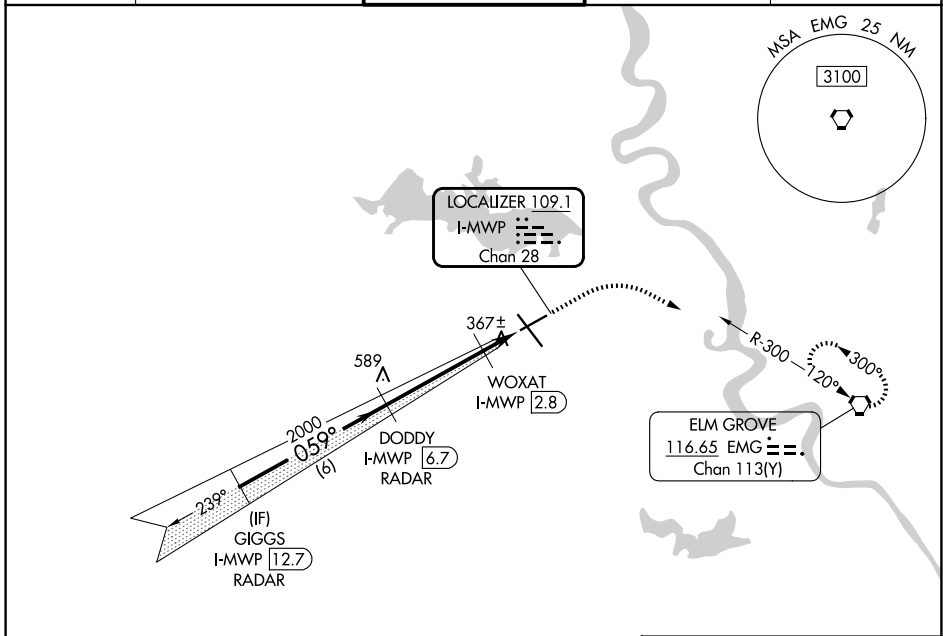 MSA EMG 25 NM
3100
LOCALIZER 109.1
I-MWP
Chan 28
367±
589
WOXAT
I-MWP 2.8
R-300
120°
300°
ELM GROVE
116.65 EMG
Chan 113(Y)
2000
059°
(6)
DODDY
I-MWP 6.7
RADAR
239°
(IF)
GIGGS
I-MWP 12.7
RADAR